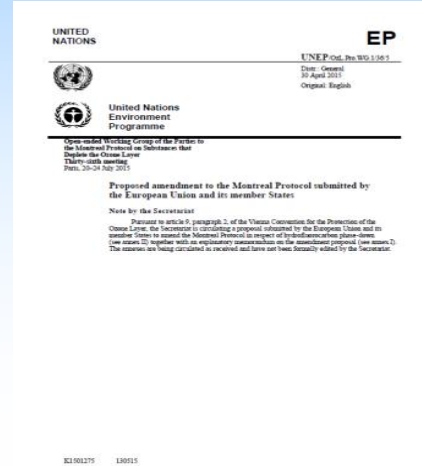 UNITED
NATIONS
EP
UNEP/OzL.Pro.WG.1/36/5
Distr.: General
30 April 2015
Original: English
United Nations
Environment
Programme
Open-ended Working Group of the Parties to
the Montreal Protocol on Substances that
Deplete the Ozone Layer
Thirty-sixth meeting
Paris, 20–24 July 2015
Proposed amendment to the Montreal Protocol submitted by
the European Union and its member States
Note by the Secretariat
Pursuant to article 9, paragraph 2, of the Vienna Convention for the Protection of the
Ozone Layer, the Secretariat is circulating a proposal submitted by the European Union and its
member States to amend the Montreal Protocol in respect of hydrofluorocarbon phase-down
(see annex II) together with an explanatory memorandum on the amendment proposal (see annex I).
The annexes are being circulated as received and have not been formally edited by the Secretariat.
K1501275 130515